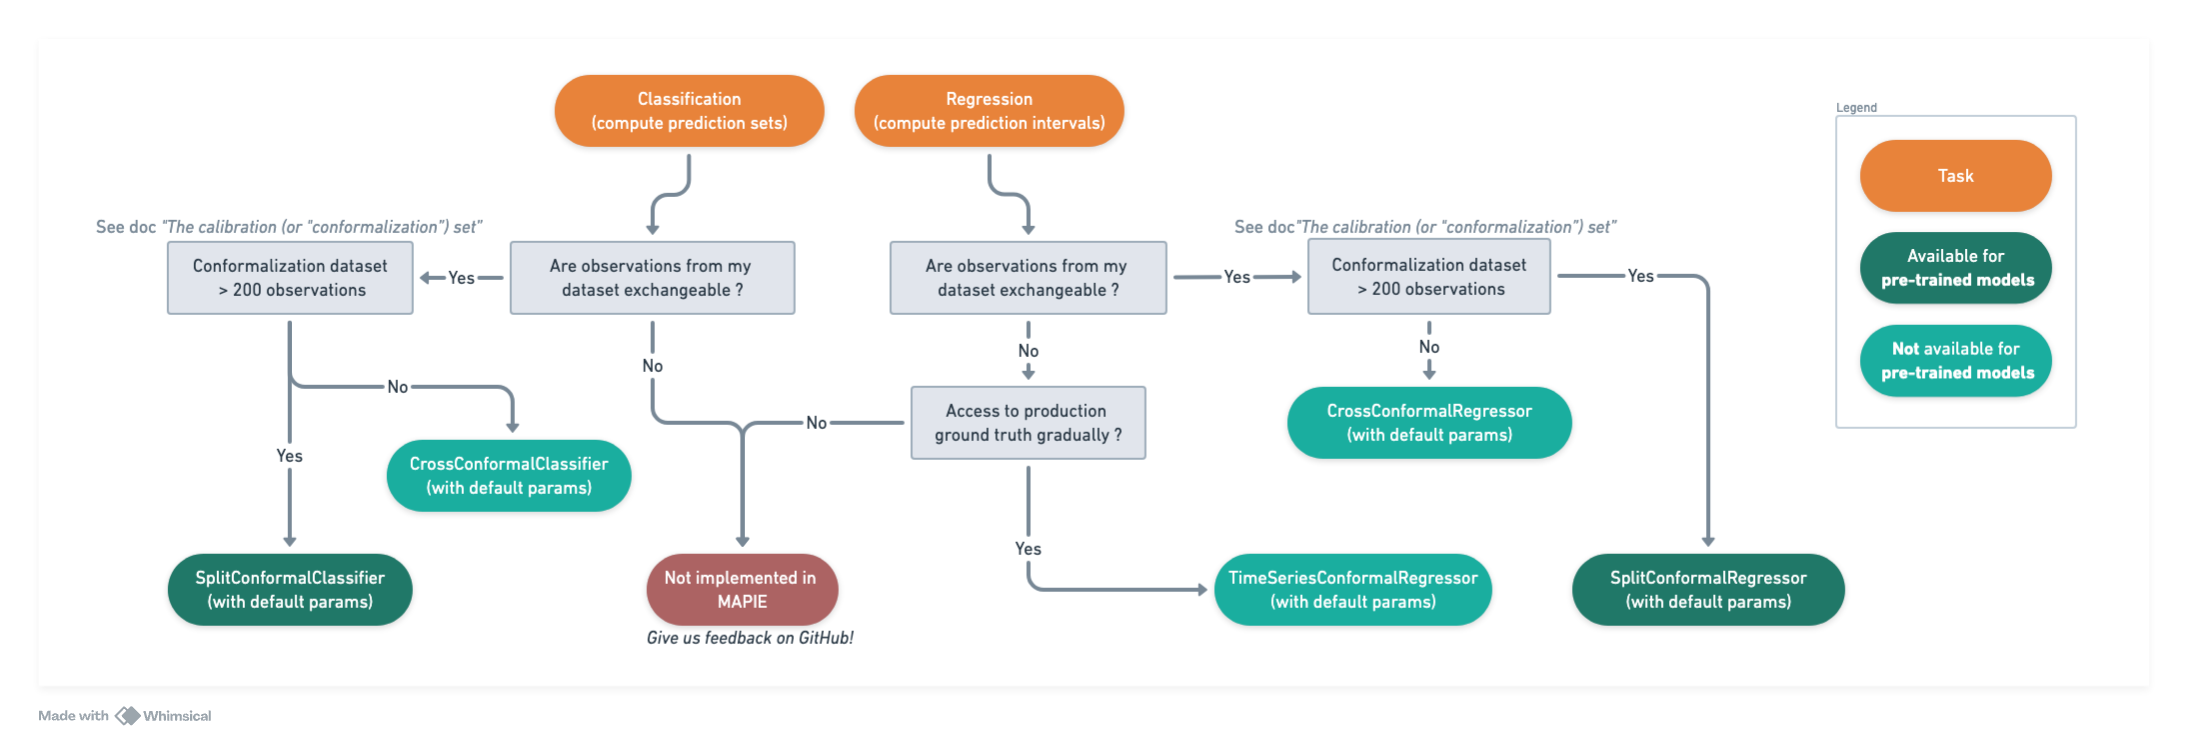 Classification
(compute prediction sets)
Regression
(compute prediction intervals)
Legend
Task
Available for
pre-trained models
Not available for
pre-trained models
See doc "The calibration (or "conformalization") set"
Conformalization dataset
> 200 observations
Yes
Are observations from my
dataset exchangeable ?
Are observations from my
dataset exchangeable ?
Yes
See doc"The calibration (or "conformalization") set"
Conformalization dataset
> 200 observations
Yes
No
No
No
No
Access to production
ground truth gradually ?
No
CrossConformalRegressor
(with default params)
Yes
CrossConformalClassifier
(with default params)
Yes
SplitConformalClassifier
(with default params)
Not implemented in
MAPIE
Give us feedback on GitHub!
TimeSeriesConformalRegressor
(with default params)
SplitConformalRegressor
(with default params)
Made with Whimsical